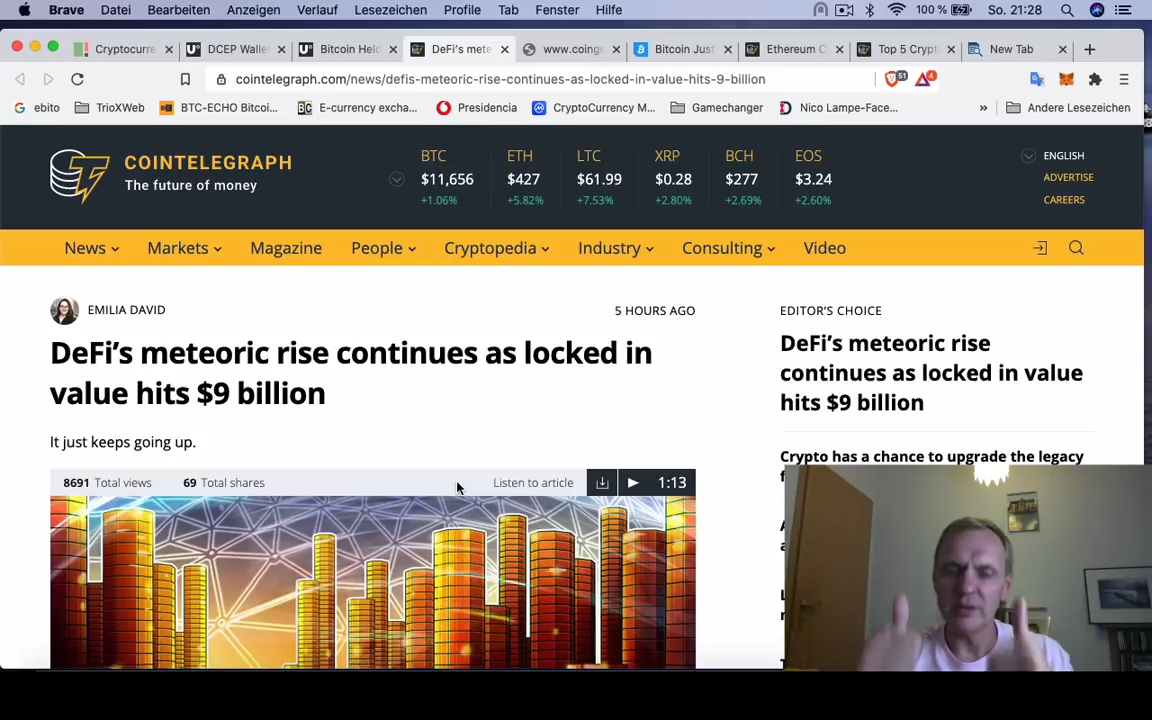 Brave Datei Bearbeiten Anzeigen Verlauf Lesezeichen Profile Tab Fenster Hilfe 100 % So. 21:28
Cryptocurre DCEP Walle Bitcoin Held DeFi's mete www.coing Bitcoin Just Ethereum C Top 5 Crypt New Tab
cointelegraph.com/news/defis-meteoric-rise-continues-as-locked-in-value-hits-9-billion 51 4
ebito TrioXWeb BTC-ECHO Bitcoi... E-currency excha... Presidencia CryptoCurrency M... Gamechanger Nico Lampe-Face... » Andere Lesezeichen
COINTELEGRAPH
The future of money
BTC ETH LTC XRP BCH EOS
$11,656 $427 $61.99 $0.28 $277 $3.24
+1.06% +5.82% +7.53% +2.80% +2.69% +2.60%
ENGLISH
ADVERTISE
CAREERS
News Markets Magazine People Cryptopedia Industry Consulting Video
EMILIA DAVID 5 HOURS AGO
DeFi's meteoric rise continues as locked in
value hits $9 billion
It just keeps going up.
8691 Total views 69 Total shares Listen to article 1:13
EDITOR'S CHOICE
DeFi's meteoric rise
continues as locked in value
hits $9 billion
Crypto has a chance to upgrade the legacy